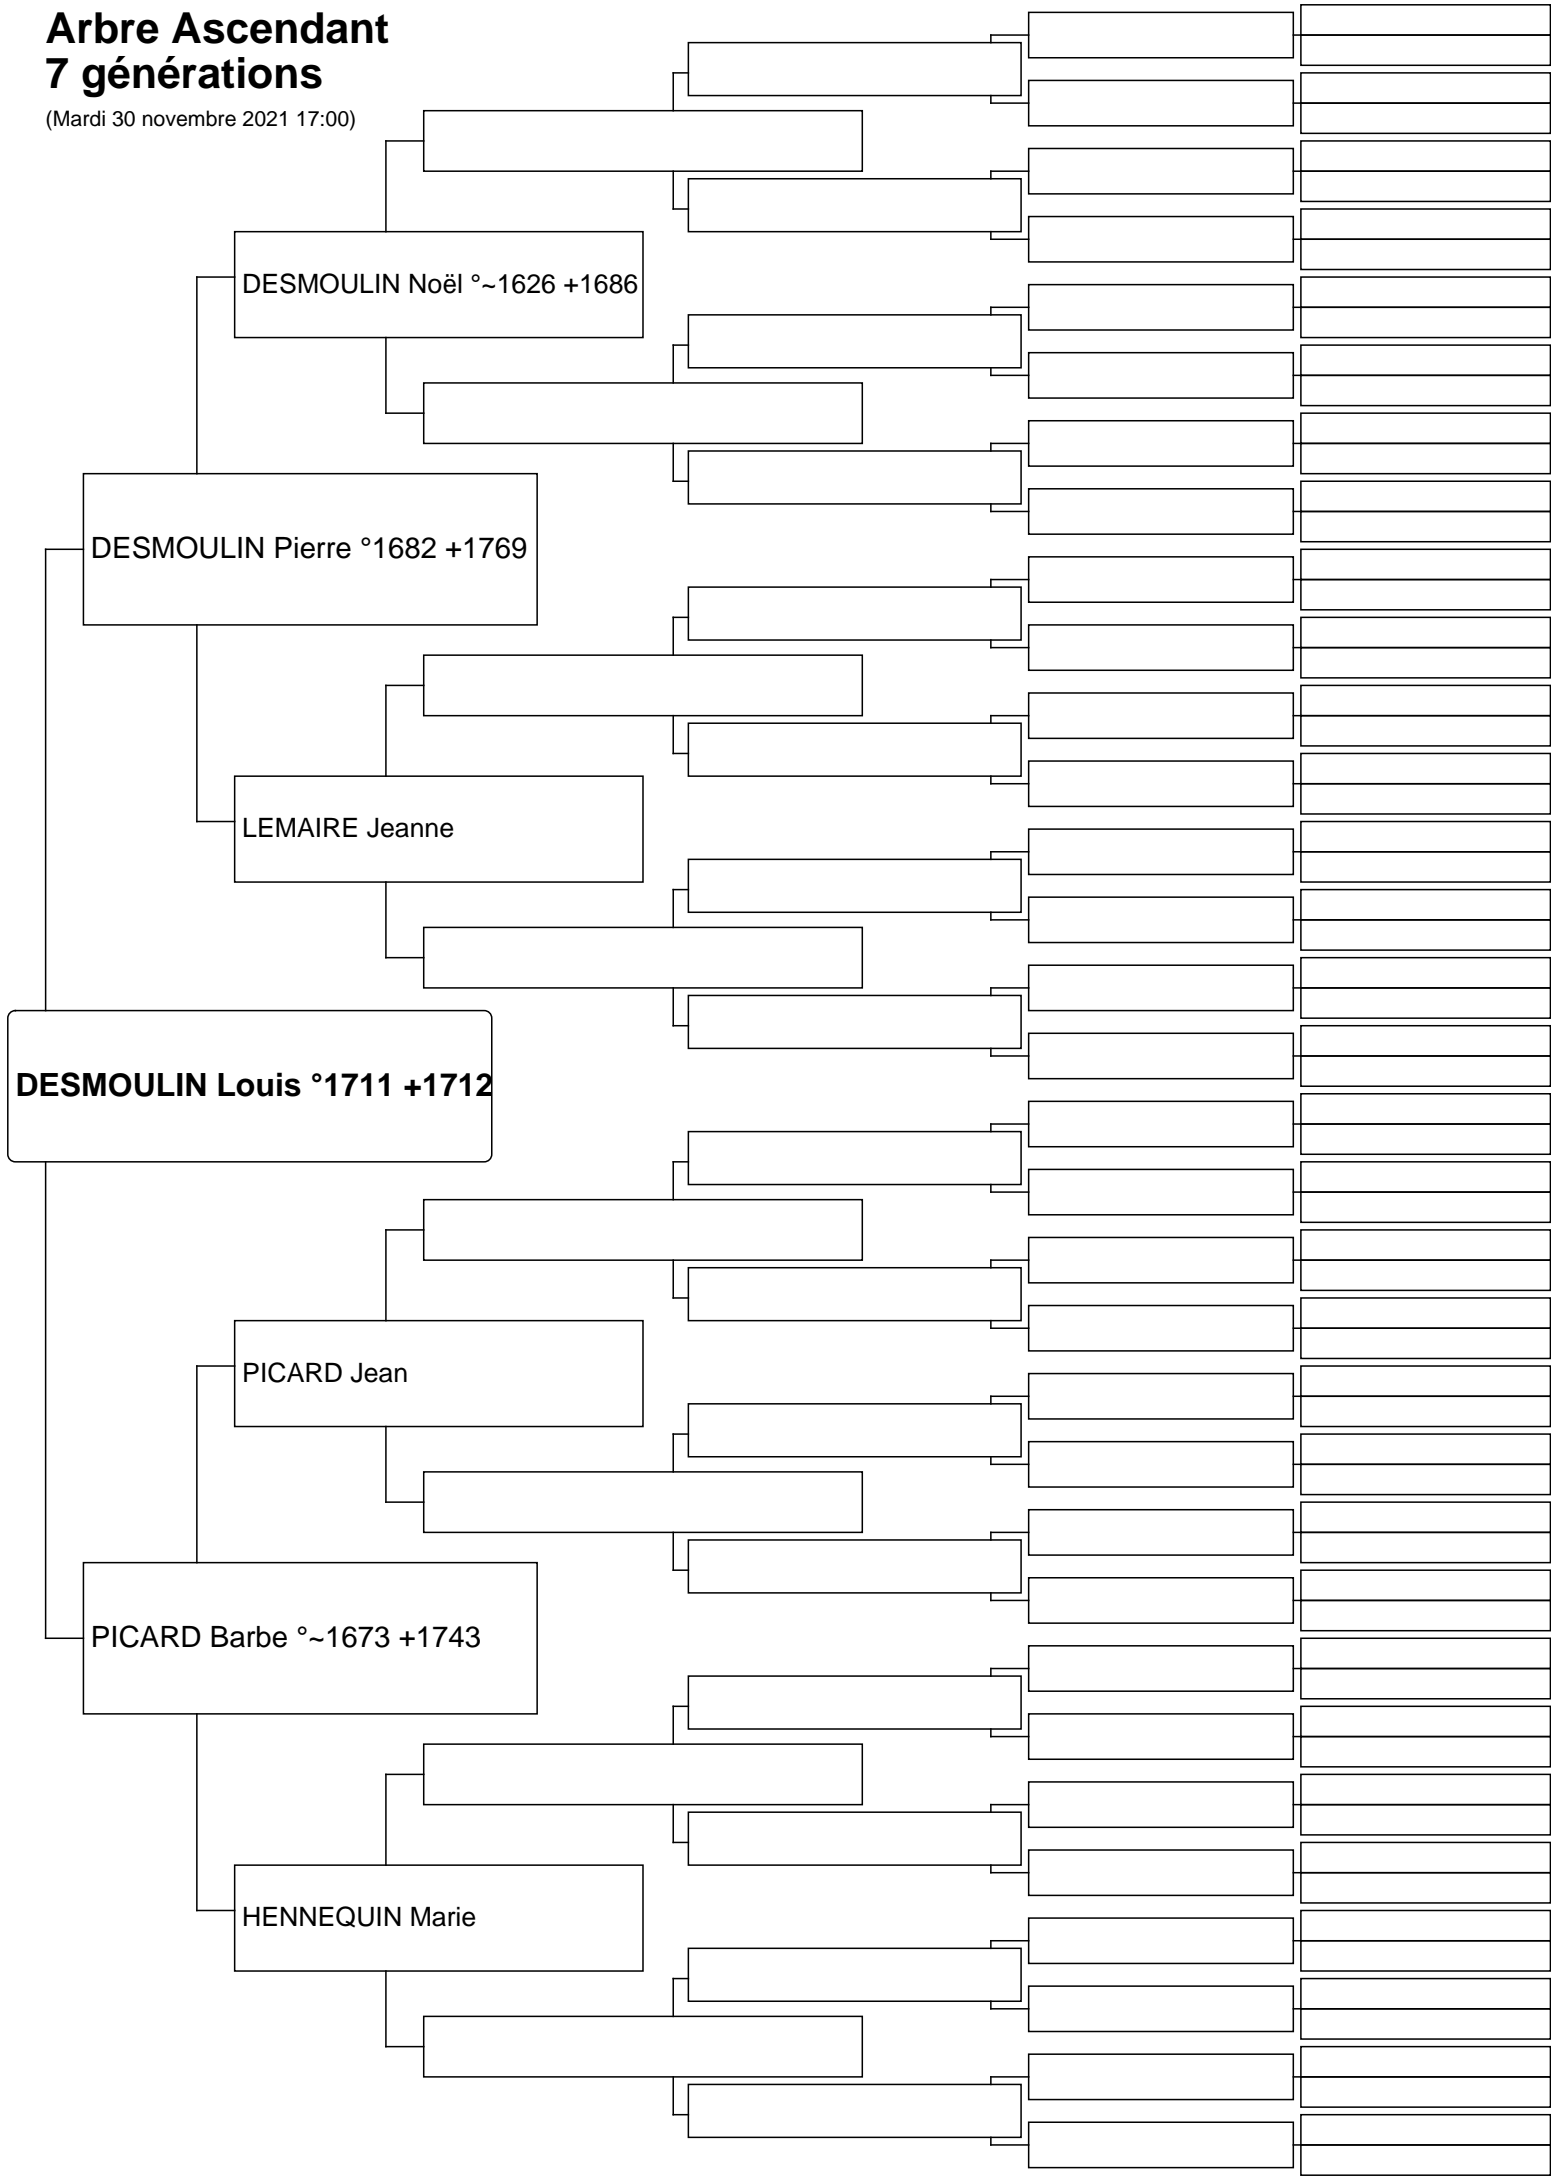 Arbre Ascendant
7 générations
(Mardi 30 novembre 2021 17:00)
DESMOULIN Noël °~1626 +1686
DESMOULIN Pierre °1682 +1769
LEMAIRE Jeanne
DESMOULIN Louis °1711 +1712
PICARD Jean
PICARD Barbe °~1673 +1743
HENNEQUIN Marie